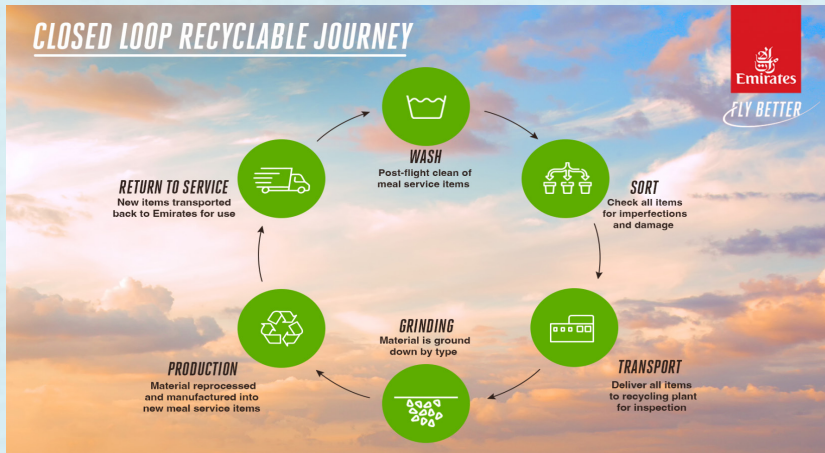 CLOSED LOOP RECYCLABLE JOURNEY
Emirates
FLY BETTER
WASH
Post-flight clean of
meal service items
SORT
Check all items
for imperfections
and damage
TRANSPORT
Deliver all items
to recycling plant
for inspection
GRINDING
Material is ground
down by type
PRODUCTION
Material reprocessed
and manufactured into
new meal service items
RETURN TO SERVICE
New items transported
back to Emirates for use